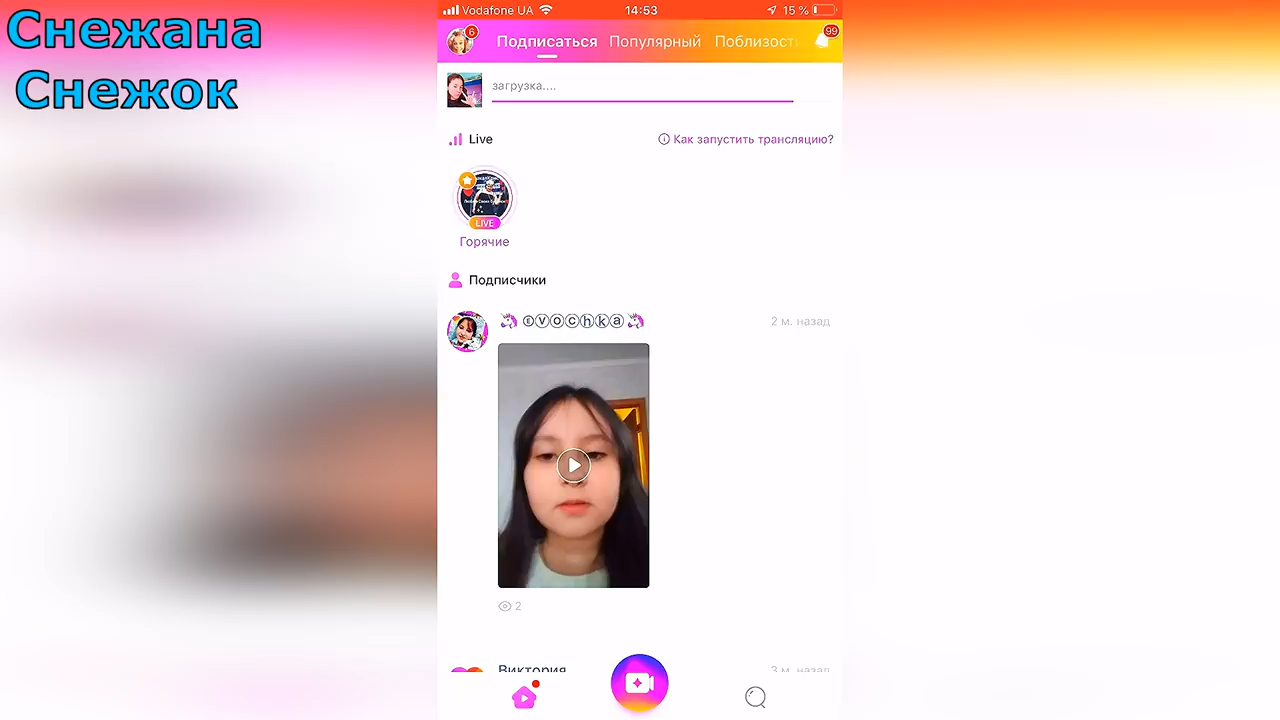 Снежана
Снежок
Vodafone UA
14:53
15 %
6
Подписаться
Популярный
Поблизости
99
загрузка....
Live
Как запустить трансляцию?
LIVE
Горячие
Подписчики
ⓔⓥⓞⓒⓗⓚⓐ
2 м. назад
2
Виктория
3 м. назад